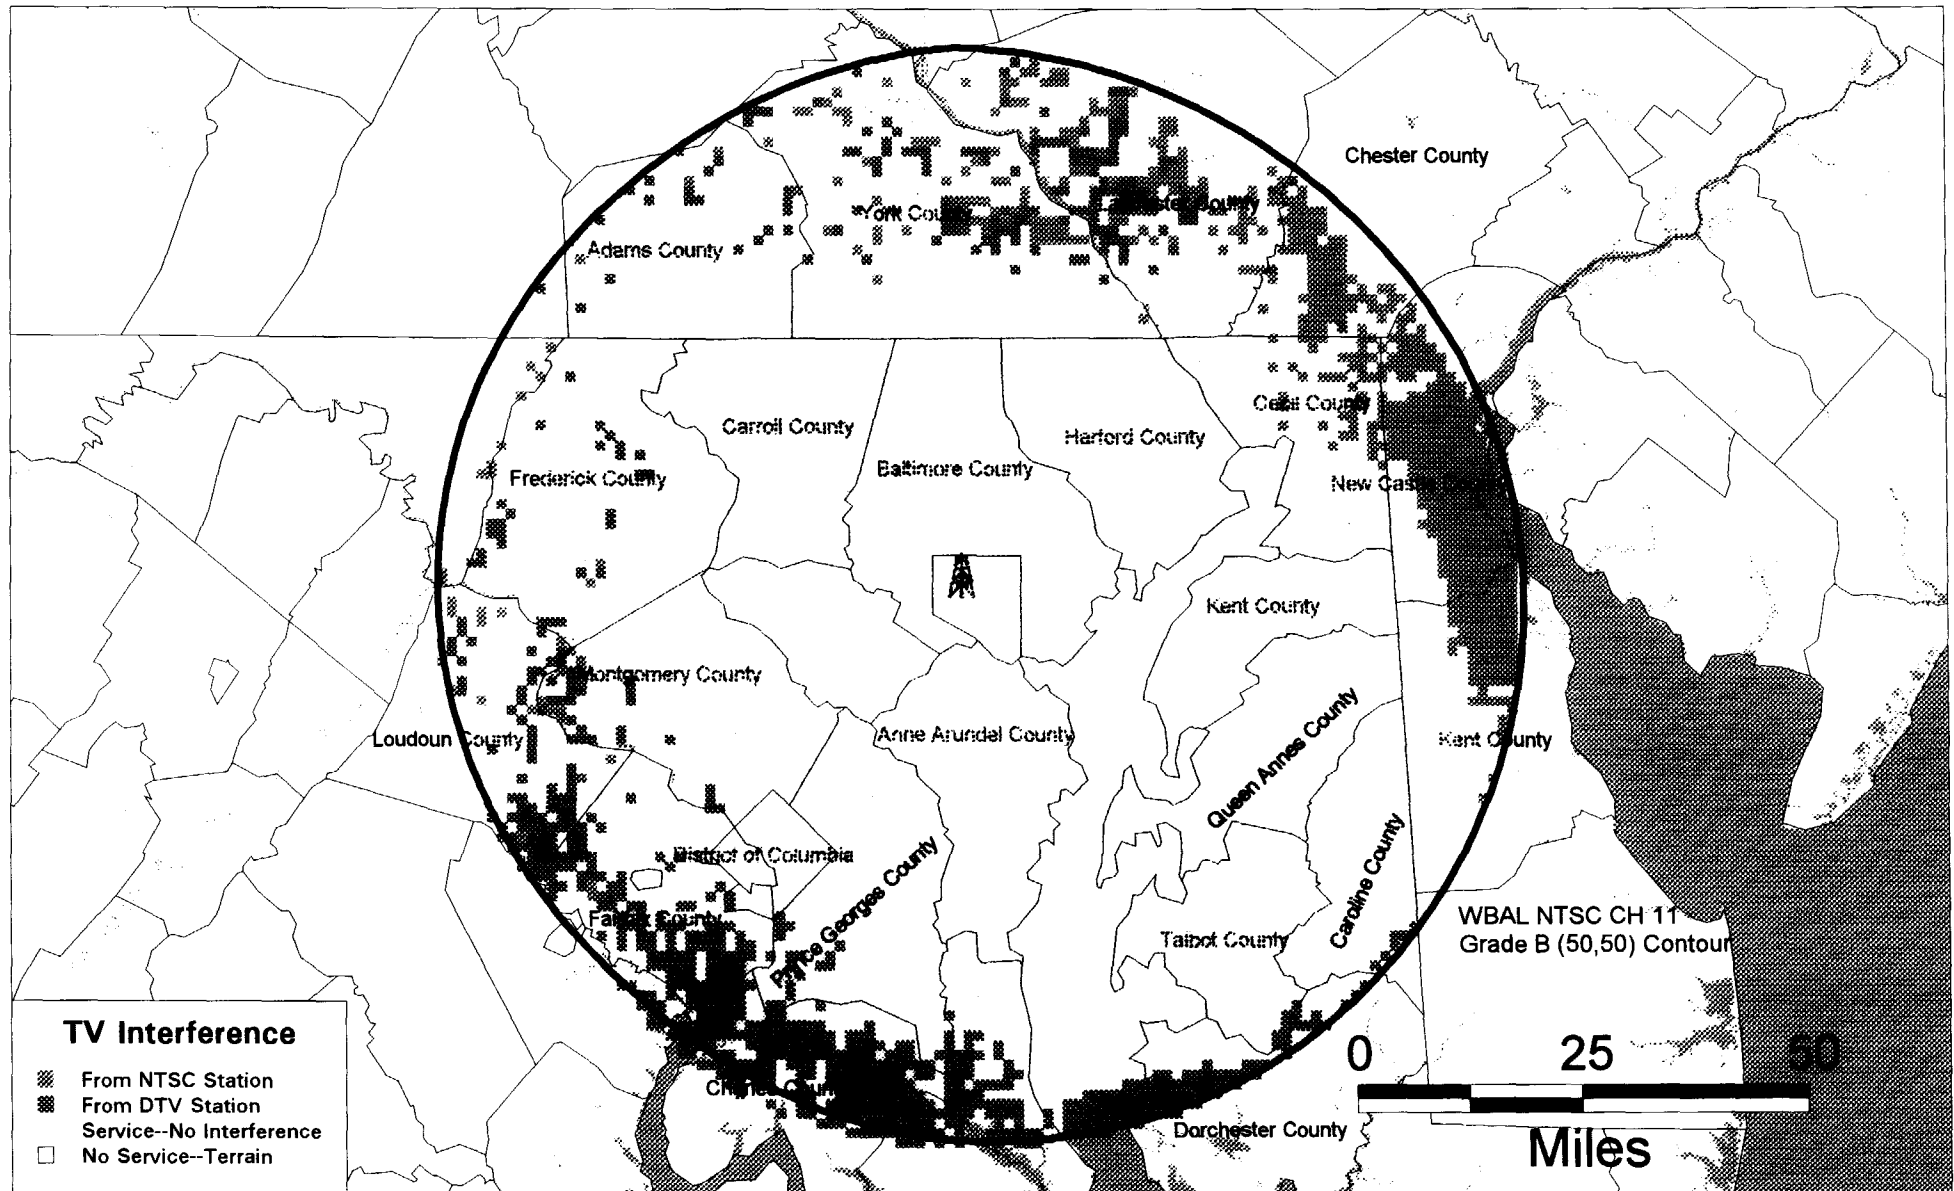 Chester County
York County
Lancaster County
Adams County
Cecil County
Carroll County
Harford County
Baltimore County
Frederick County
New Castle County
Kent County
Montgomery County
Loudoun County
Anne Arundel County
Queen Annes County
Kent County
District of Columbia
Prince Georges County
Caroline County
Fairfax County
Talbot County
WBAL NTSC CH 11
Grade B (50,50) Contour
TV Interference
From NTSC Station
From DTV Station
Service--No Interference
No Service--Terrain
Charles County
Dorchester County
0 25 50
Miles